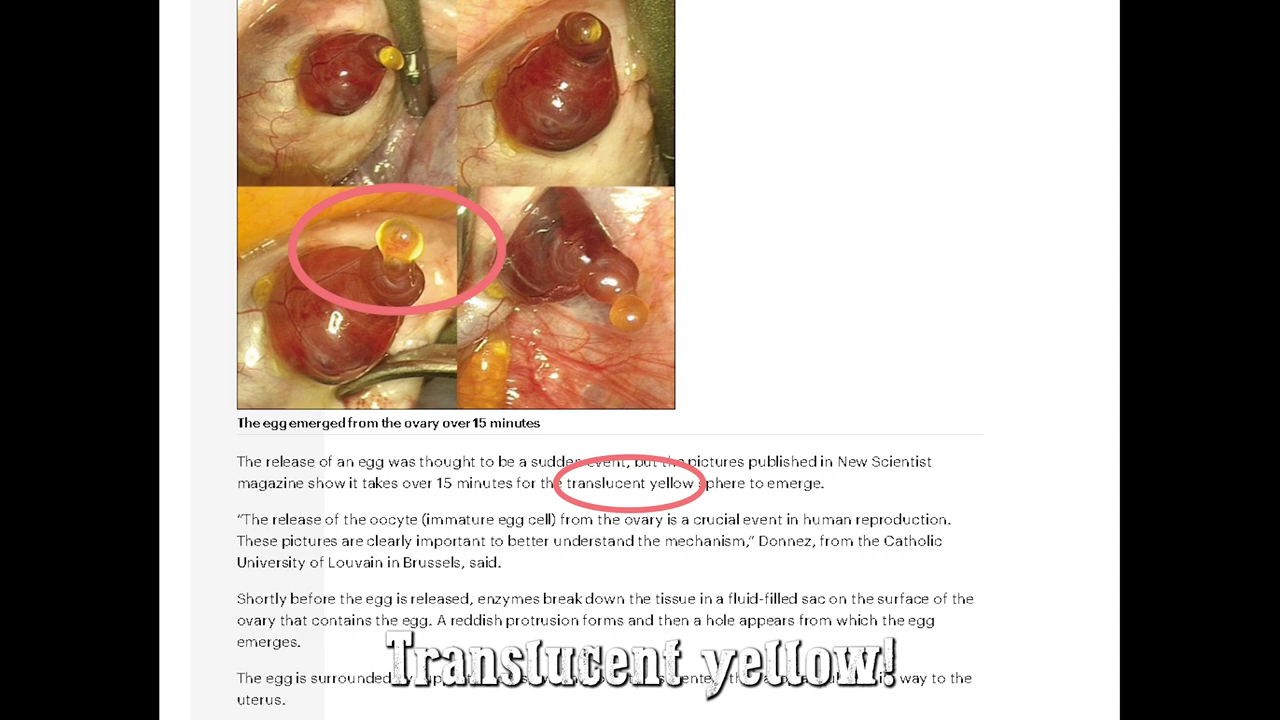 The egg emerged from the ovary over 15 minutes
The release of an egg was thought to be a sudden event, but the pictures published in New Scientist
magazine show it takes over 15 minutes for the translucent yellow sphere to emerge.
“The release of the oocyte (immature egg cell) from the ovary is a crucial event in human reproduction.
These pictures are clearly important to better understand the mechanism,” Donnez, from the Catholic
University of Louvain in Brussels, said.
Shortly before the egg is released, enzymes break down the tissue in a fluid-filled sac on the surface of the
ovary that contains the egg. A reddish protrusion forms and then a hole appears from which the egg
emerges.
Translucent yellow!
The egg is surrounded way to the
uterus.